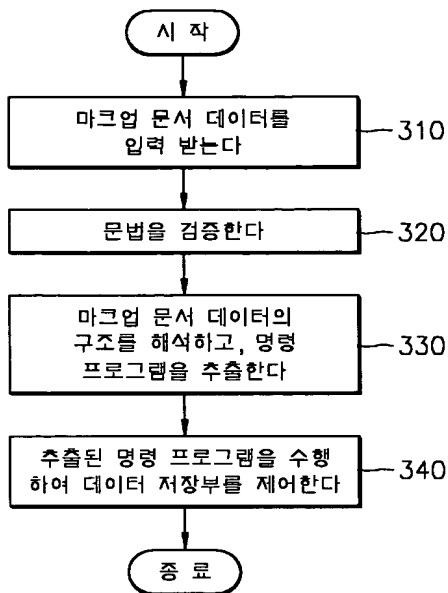 시 작
마크업 문서 데이터를
입력 받는다
310
문법을 검증한다
320
마크업 문서 데이터의
구조를 해석하고, 명령
프로그램을 추출한다
330
추출된 명령 프로그램을 수행
하여 데이터 저장부를 제어한다
340
종 료